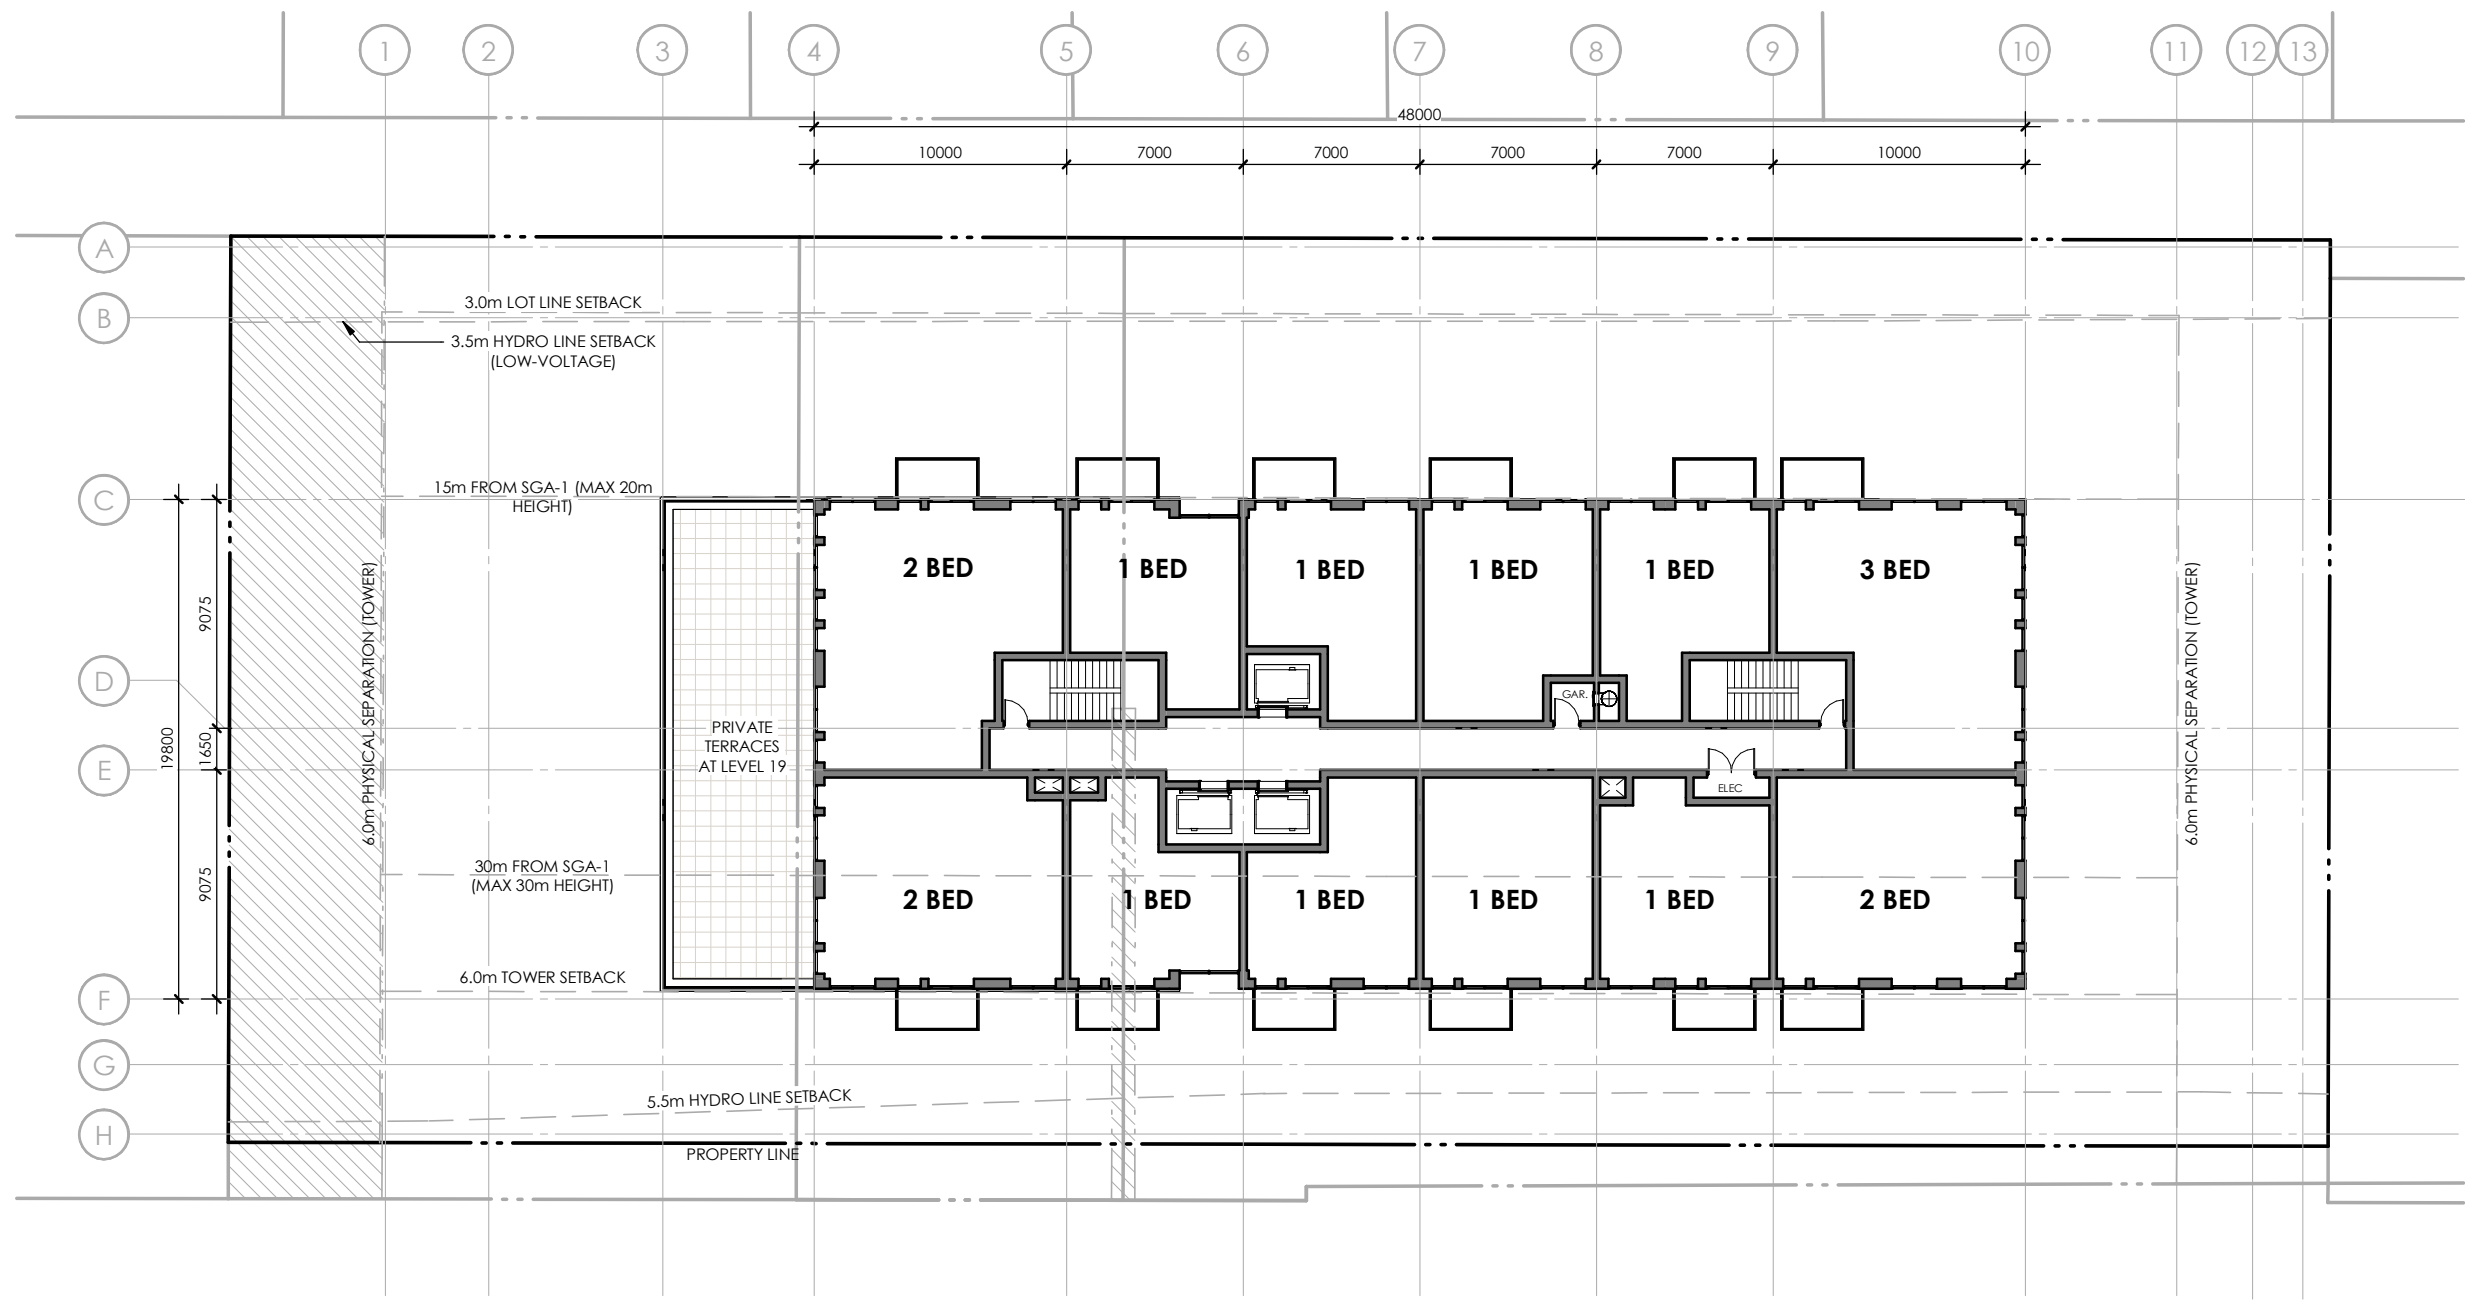 1 2 3 4 5 6 7 8 9 10 11 12 13
48000
10000 7000 7000 7000 7000 10000
A
3.0m LOT LINE SETBACK
B
3.5m HYDRO LINE SETBACK
(LOW-VOLTAGE)
15m FROM SGA-1 (MAX 20m
HEIGHT)
C
2 BED 1 BED 1 BED 1 BED 1 BED 3 BED
9075
6.0m PHYSICAL SEPARATION (TOWER)
6.0m PHYSICAL SEPARATION (TOWER)
D
GAR.
PRIVATE
TERRACES
AT LEVEL 19
19800
1650
E
ELEC
30m FROM SGA-1
(MAX 30m HEIGHT)
9075
2 BED 1 BED 1 BED 1 BED 1 BED 2 BED
6.0m TOWER SETBACK
F
G
5.5m HYDRO LINE SETBACK
H
PROPERTY LINE